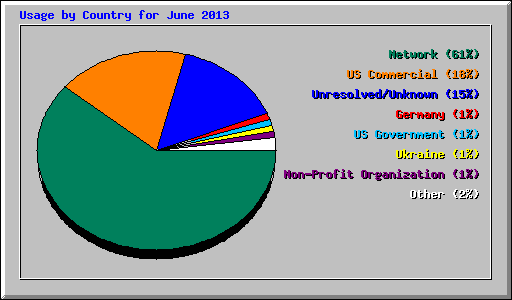 Usage by Country for June 2013
Network (61%)
US Commercial (18%)
Unresolved/Unknown (15%)
Germany (1%)
US Government (1%)
Ukraine (1%)
Non-Profit Organization (1%)
Other (2%)